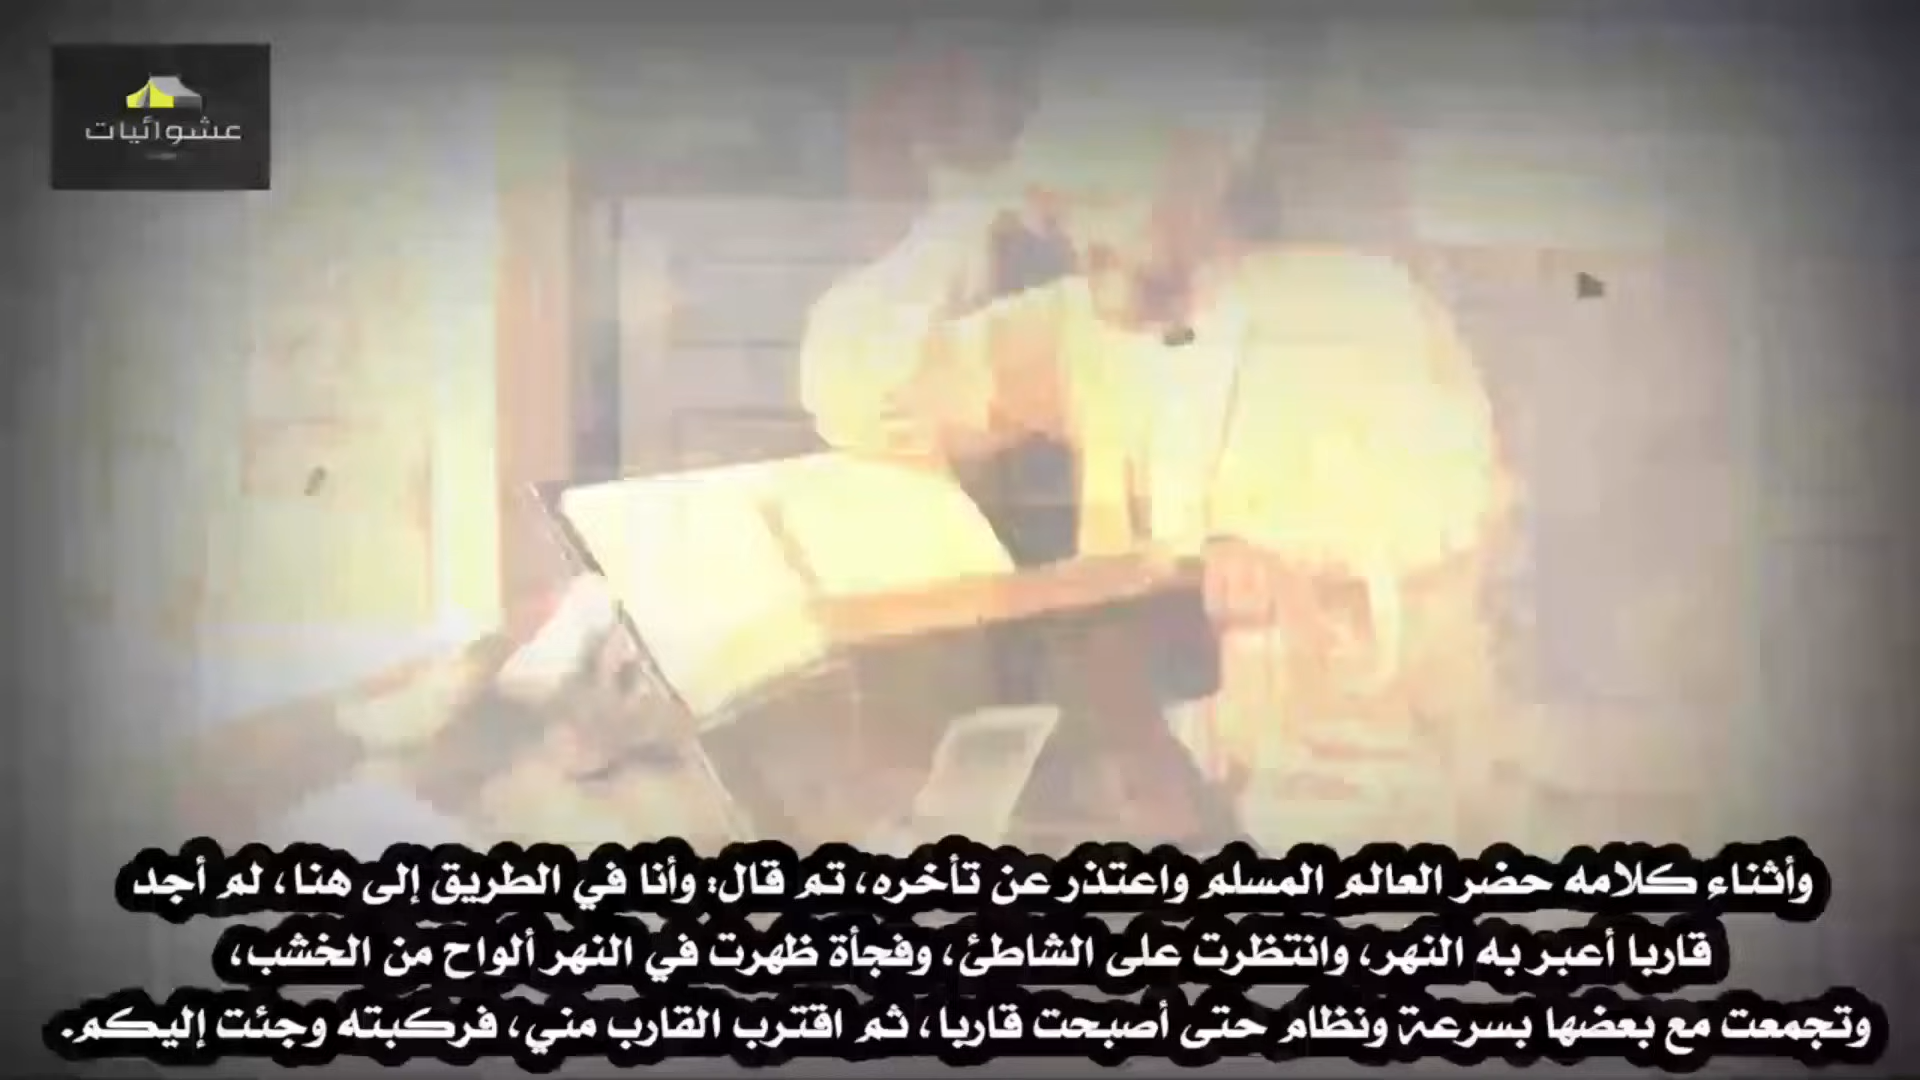 عشوائيات
وأثناء كلامه حضر العالم المسلم واعتذر عن تأخره، تم قال: وأنا في الطريق إلى هنا، لم أجد
قاربا أعبر به النهر، وانتظرت على الشاطئ، وفجأة ظهرت في النهر ألواح من الخشب،
وتجمعت مع بعضها بسرعة ونظام حتى أصبحت قاربا، ثم اقترب القارب مني، فركبته وجئت إليكم.